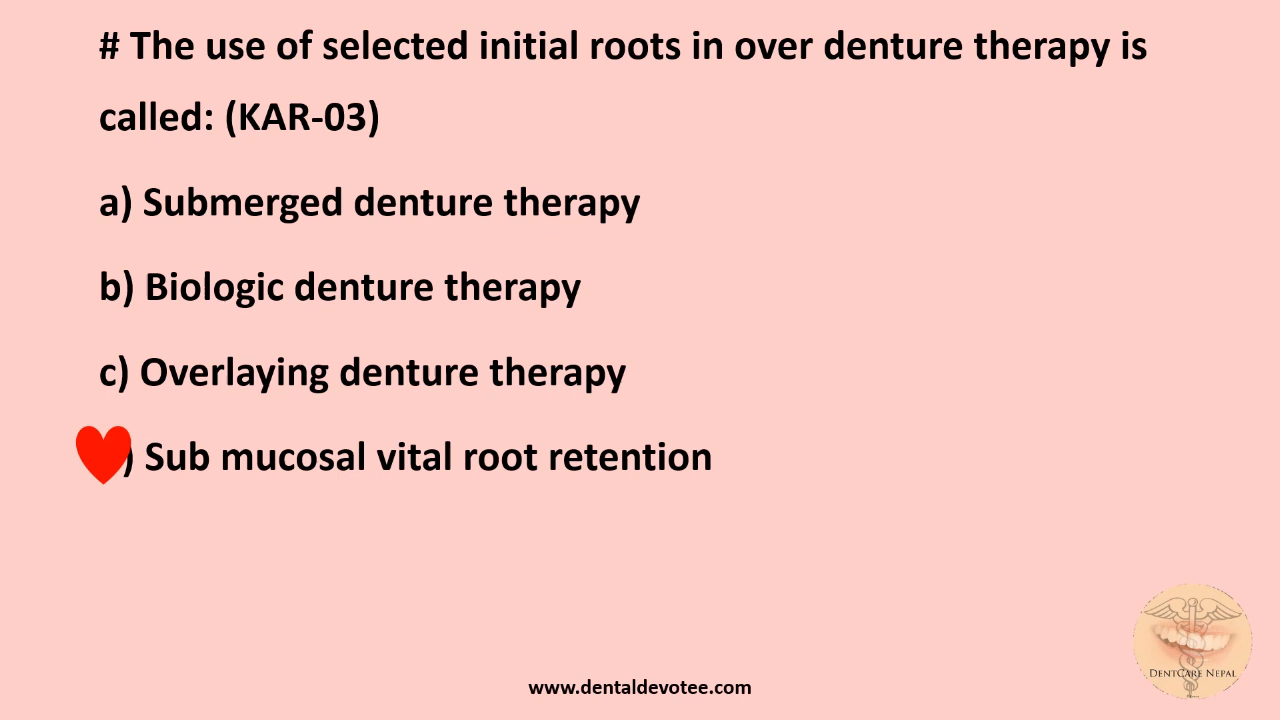 # The use of selected initial roots in over denture therapy is
called: (KAR-03)
a) Submerged denture therapy
b) Biologic denture therapy
c) Overlaying denture therapy
) Sub mucosal vital root retention
DentCare Nepal
www.dentaldevotee.com